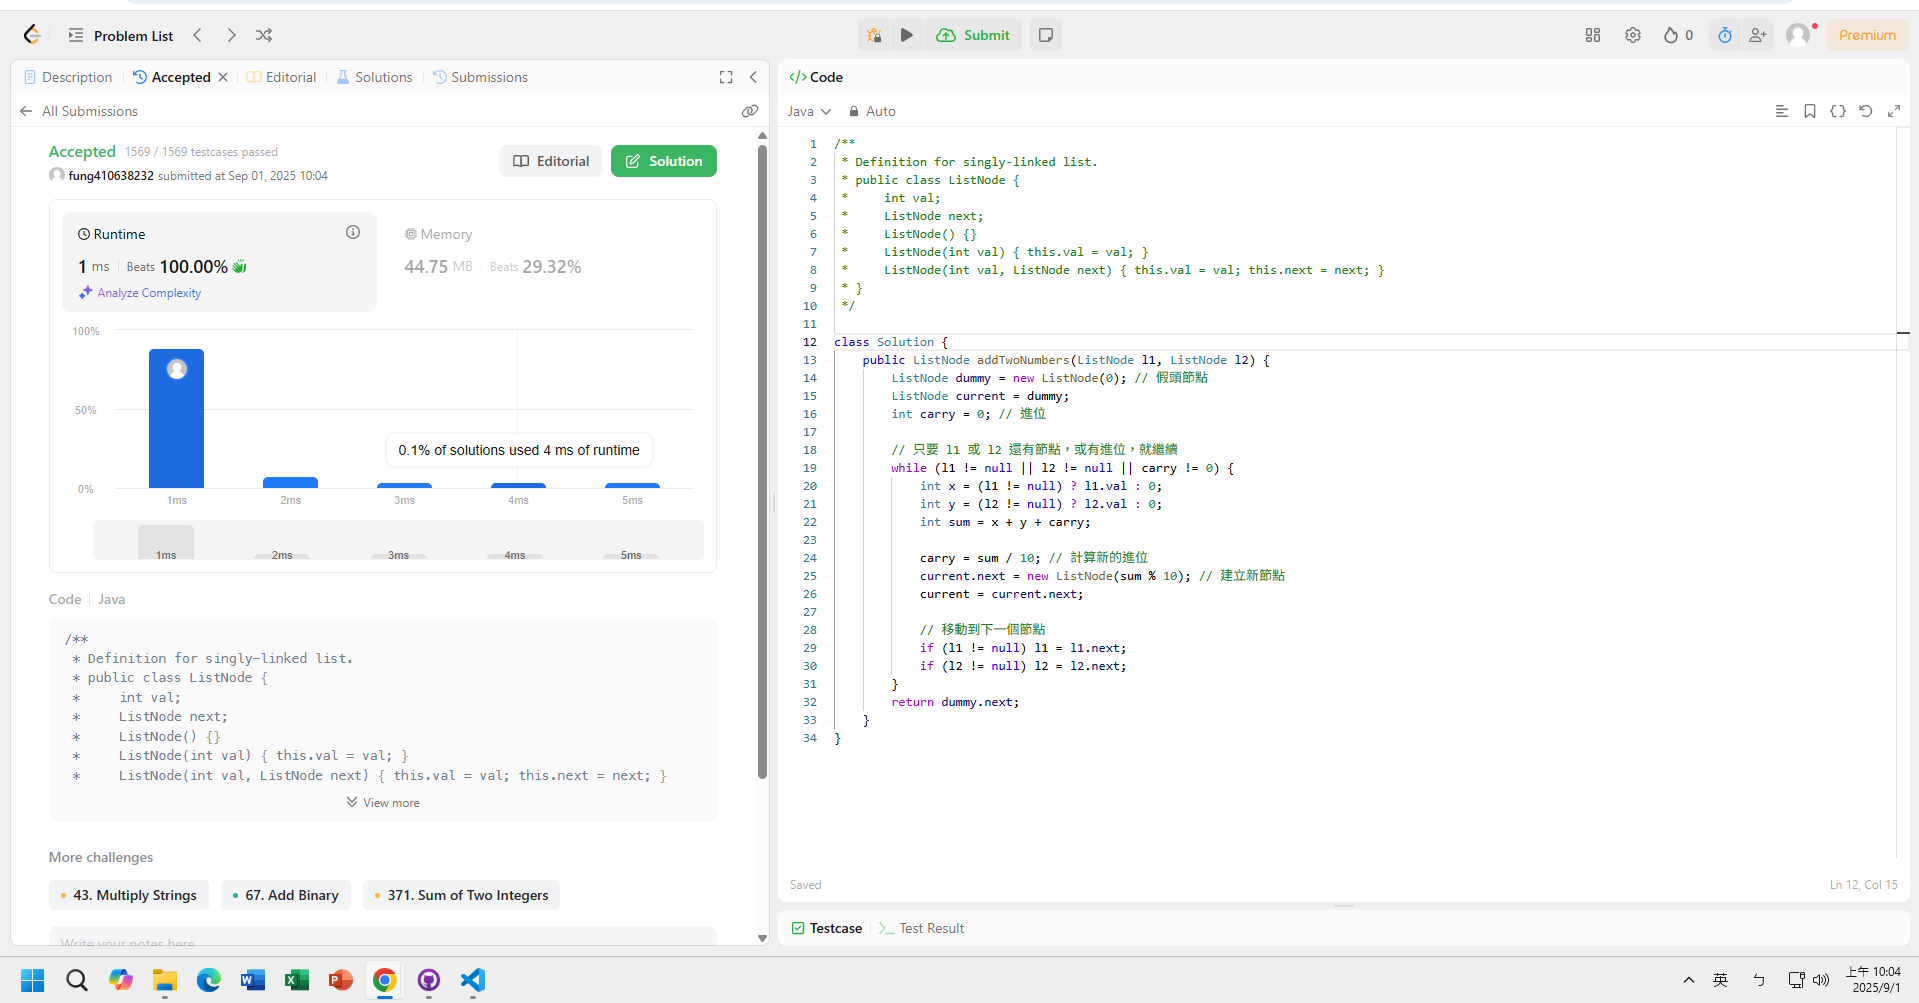 Problem List
Submit
0
Premium
Description
Accepted
Editorial
Solutions
Submissions
All Submissions
Accepted 1569 / 1569 testcases passed
fung410638232 submitted at Sep 01, 2025 10:04
Editorial
Solution
Runtime
1 ms Beats 100.00%
Analyze Complexity
Memory
44.75 MB Beats 29.32%
100%
50%
0%
0.1% of solutions used 4 ms of runtime
1ms 2ms 3ms 4ms 5ms
1ms 2ms 3ms 4ms 5ms
Code Java
/**
 * Definition for singly-linked list.
 * public class ListNode {
 *     int val;
 *     ListNode next;
 *     ListNode() {}
 *     ListNode(int val) { this.val = val; }
 *     ListNode(int val, ListNode next) { this.val = val; this.next = next; }
View more
More challenges
43. Multiply Strings
67. Add Binary
371. Sum of Two Integers
Write your notes here
</> Code
Java
Auto
1 /**
2  * Definition for singly-linked list.
3  * public class ListNode {
4  *     int val;
5  *     ListNode next;
6  *     ListNode() {}
7  *     ListNode(int val) { this.val = val; }
8  *     ListNode(int val, ListNode next) { this.val = val; this.next = next; }
9  * }
10  */
11
12 class Solution {
13     public ListNode addTwoNumbers(ListNode l1, ListNode l2) {
14         ListNode dummy = new ListNode(0); // 假頭節點
15         ListNode current = dummy;
16         int carry = 0; // 進位
17
18         // 只要 l1 或 l2 還有節點，或有進位，就繼續
19         while (l1 != null || l2 != null || carry != 0) {
20             int x = (l1 != null) ? l1.val : 0;
21             int y = (l2 != null) ? l2.val : 0;
22             int sum = x + y + carry;
23
24             carry = sum / 10; // 計算新的進位
25             current.next = new ListNode(sum % 10); // 建立新節點
26             current = current.next;
27
28             // 移動到下一個節點
29             if (l1 != null) l1 = l1.next;
30             if (l2 != null) l2 = l2.next;
31         }
32         return dummy.next;
33     }
34 }
Saved
Ln 12, Col 15
Testcase
Test Result
英
ㄅ
上午 10:04
2025/9/1